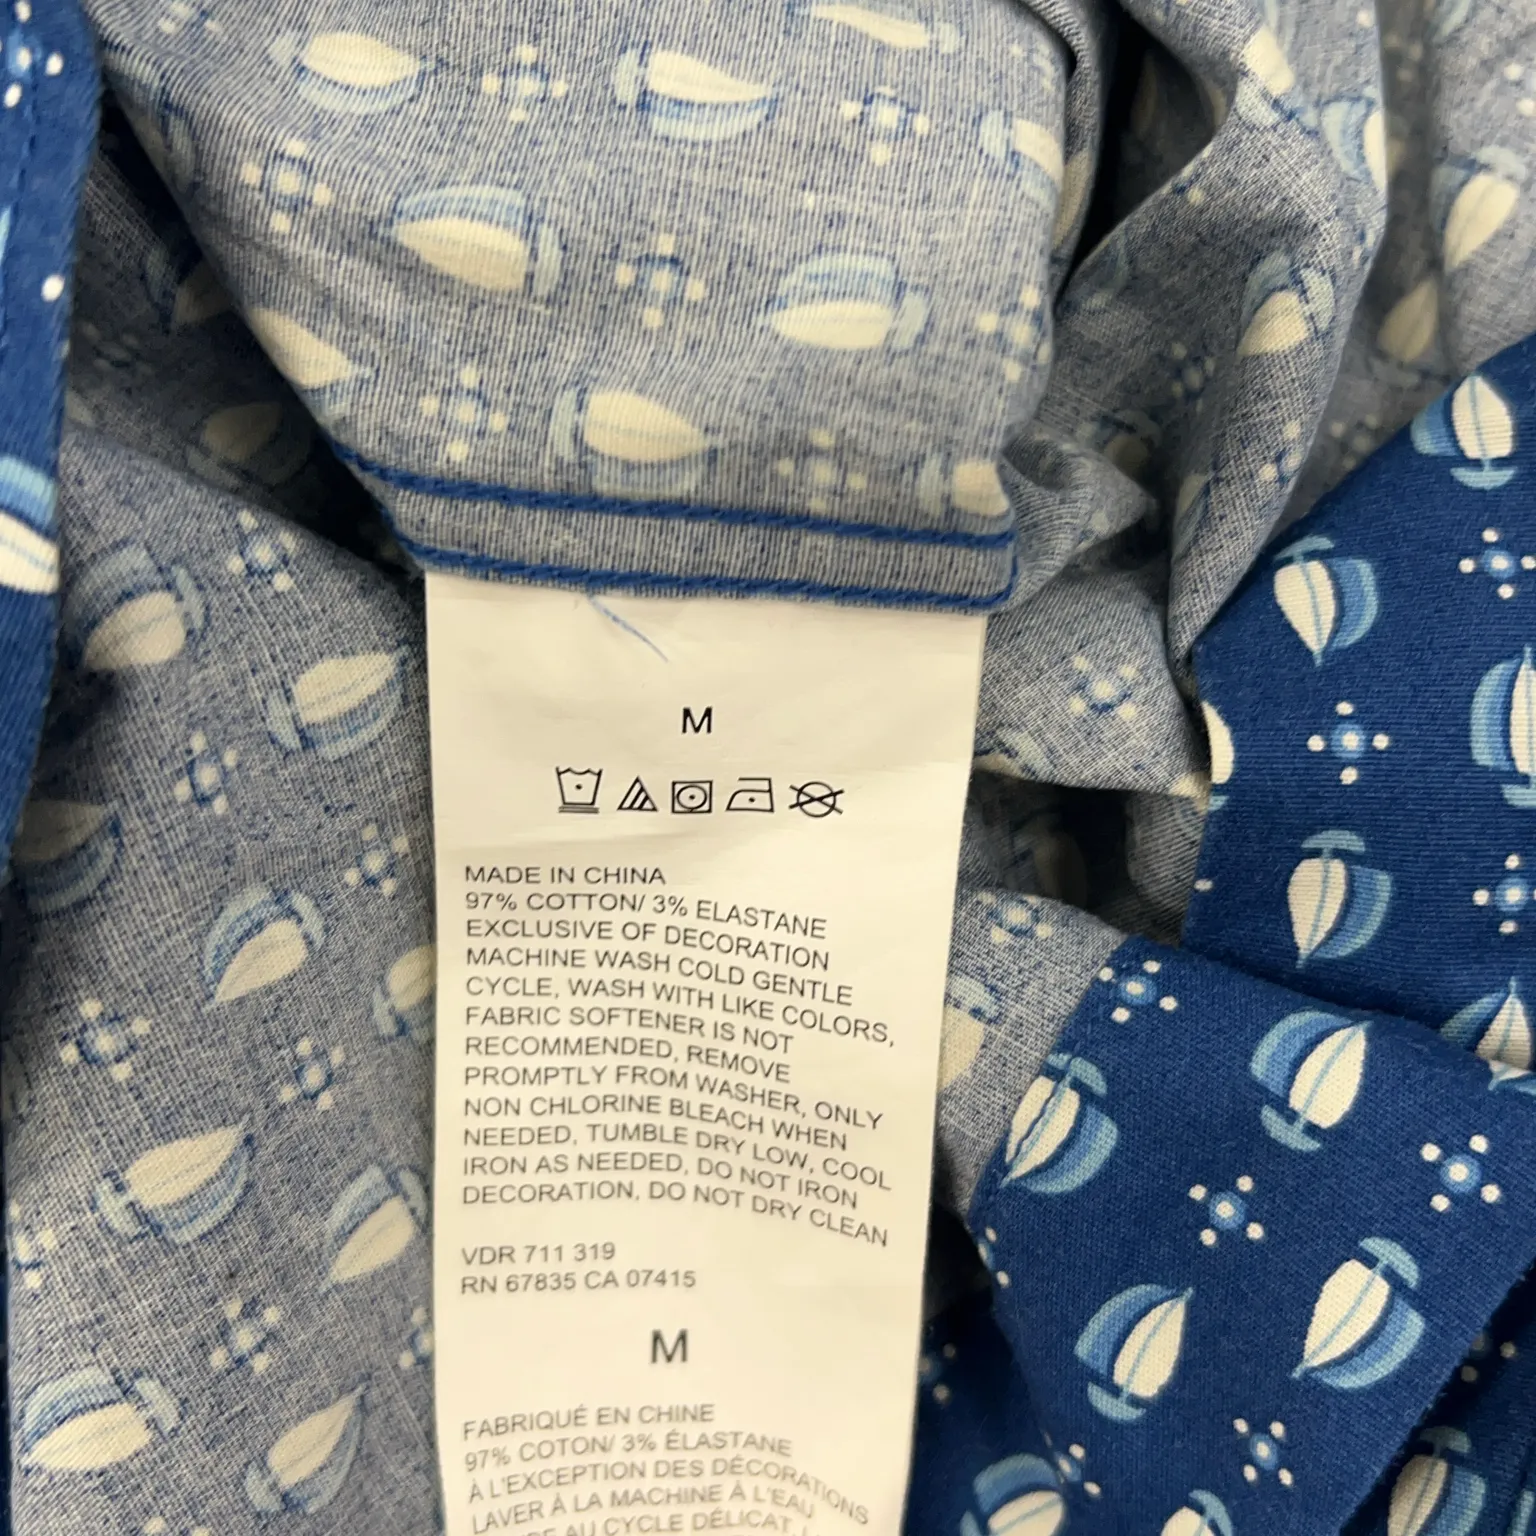 M
MADE IN CHINA
97% COTTON/ 3% ELASTANE
EXCLUSIVE OF DECORATION
MACHINE WASH COLD GENTLE
CYCLE, WASH WITH LIKE COLORS,
FABRIC SOFTENER IS NOT
RECOMMENDED, REMOVE
PROMPTLY FROM WASHER, ONLY
NON CHLORINE BLEACH WHEN
NEEDED, TUMBLE DRY LOW, COOL
IRON AS NEEDED, DO NOT IRON
DECORATION, DO NOT DRY CLEAN
VDR 711 319
RN 67835 CA 07415
M
FABRIQUÉ EN CHINE
97% COTON/ 3% ÉLASTANE
À L'EXCEPTION DES DÉCORATIONS
LAVER À LA MACHINE À L'EAU
AU CYCLE DÉLICAT,